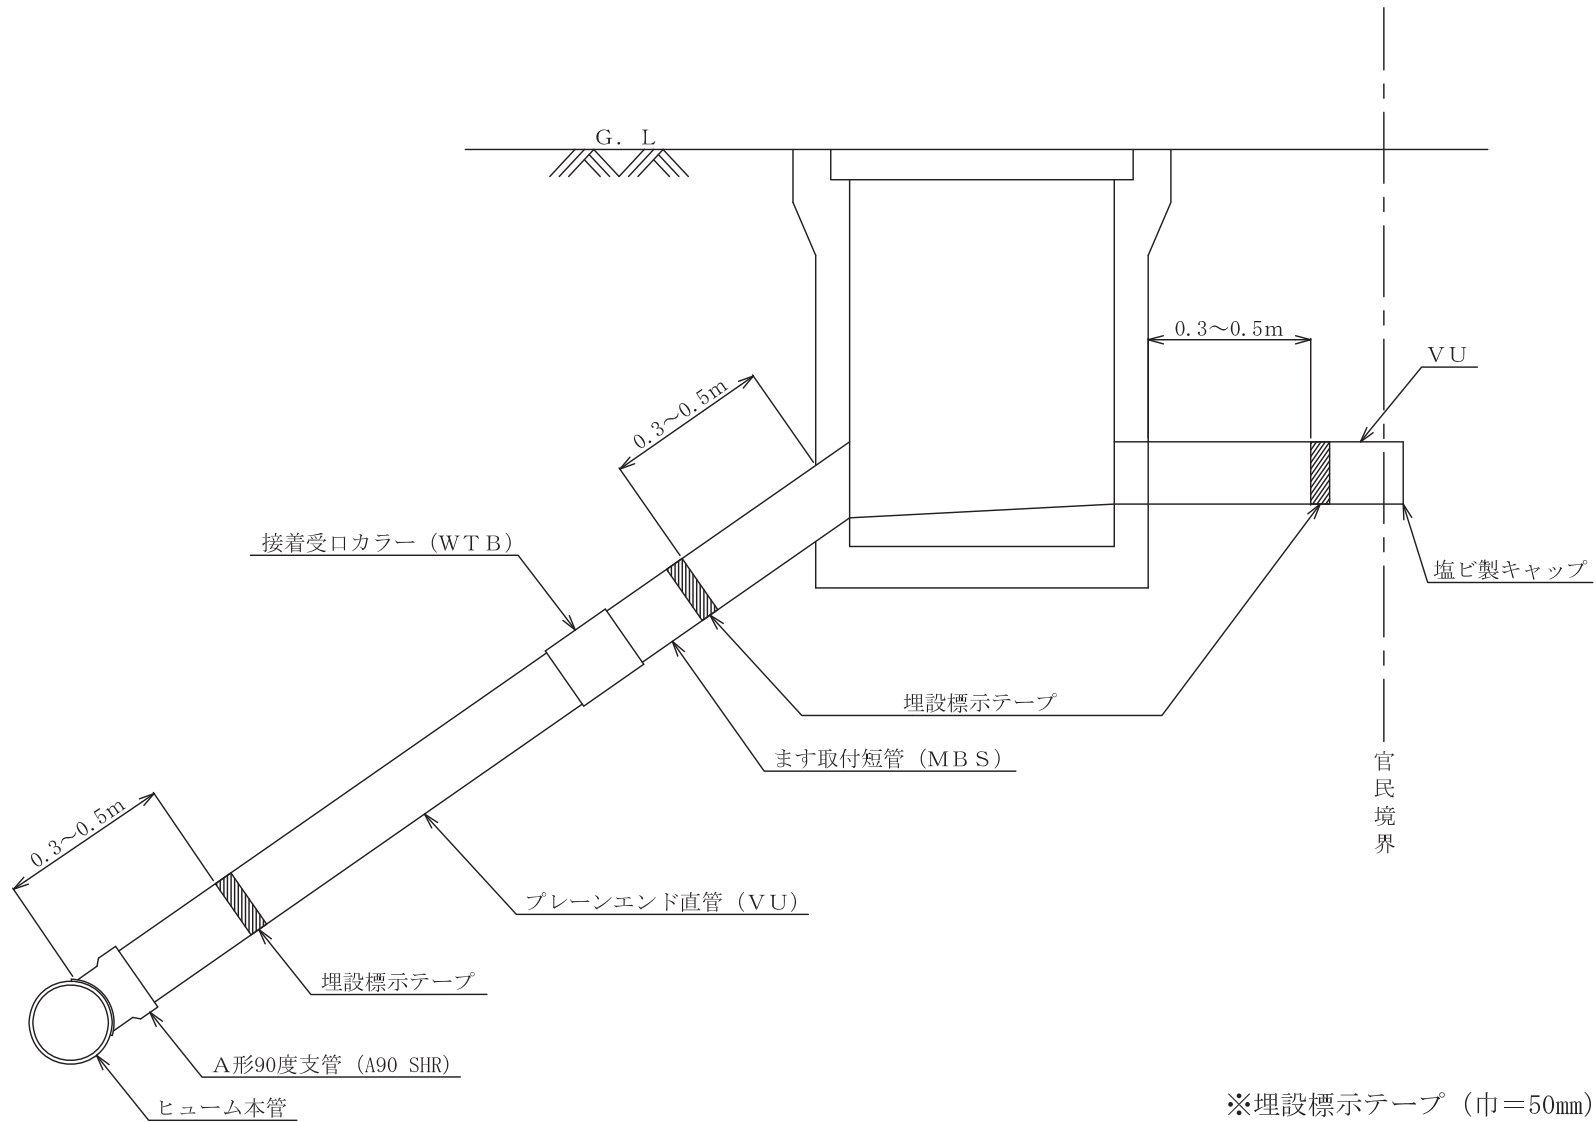 G. L
0.3～0.5m
VU
0.3～0.5m
接着受口カラー（WTB）
塩ビ製キャップ
埋設標示テープ
ます取付短管（MBS）
官民境界
0.3～0.5m
プレーンエンド直管（VU）
埋設標示テープ
A形90度支管（A90 SHR）
ヒューム本管
※埋設標示テープ（巾＝50mm）